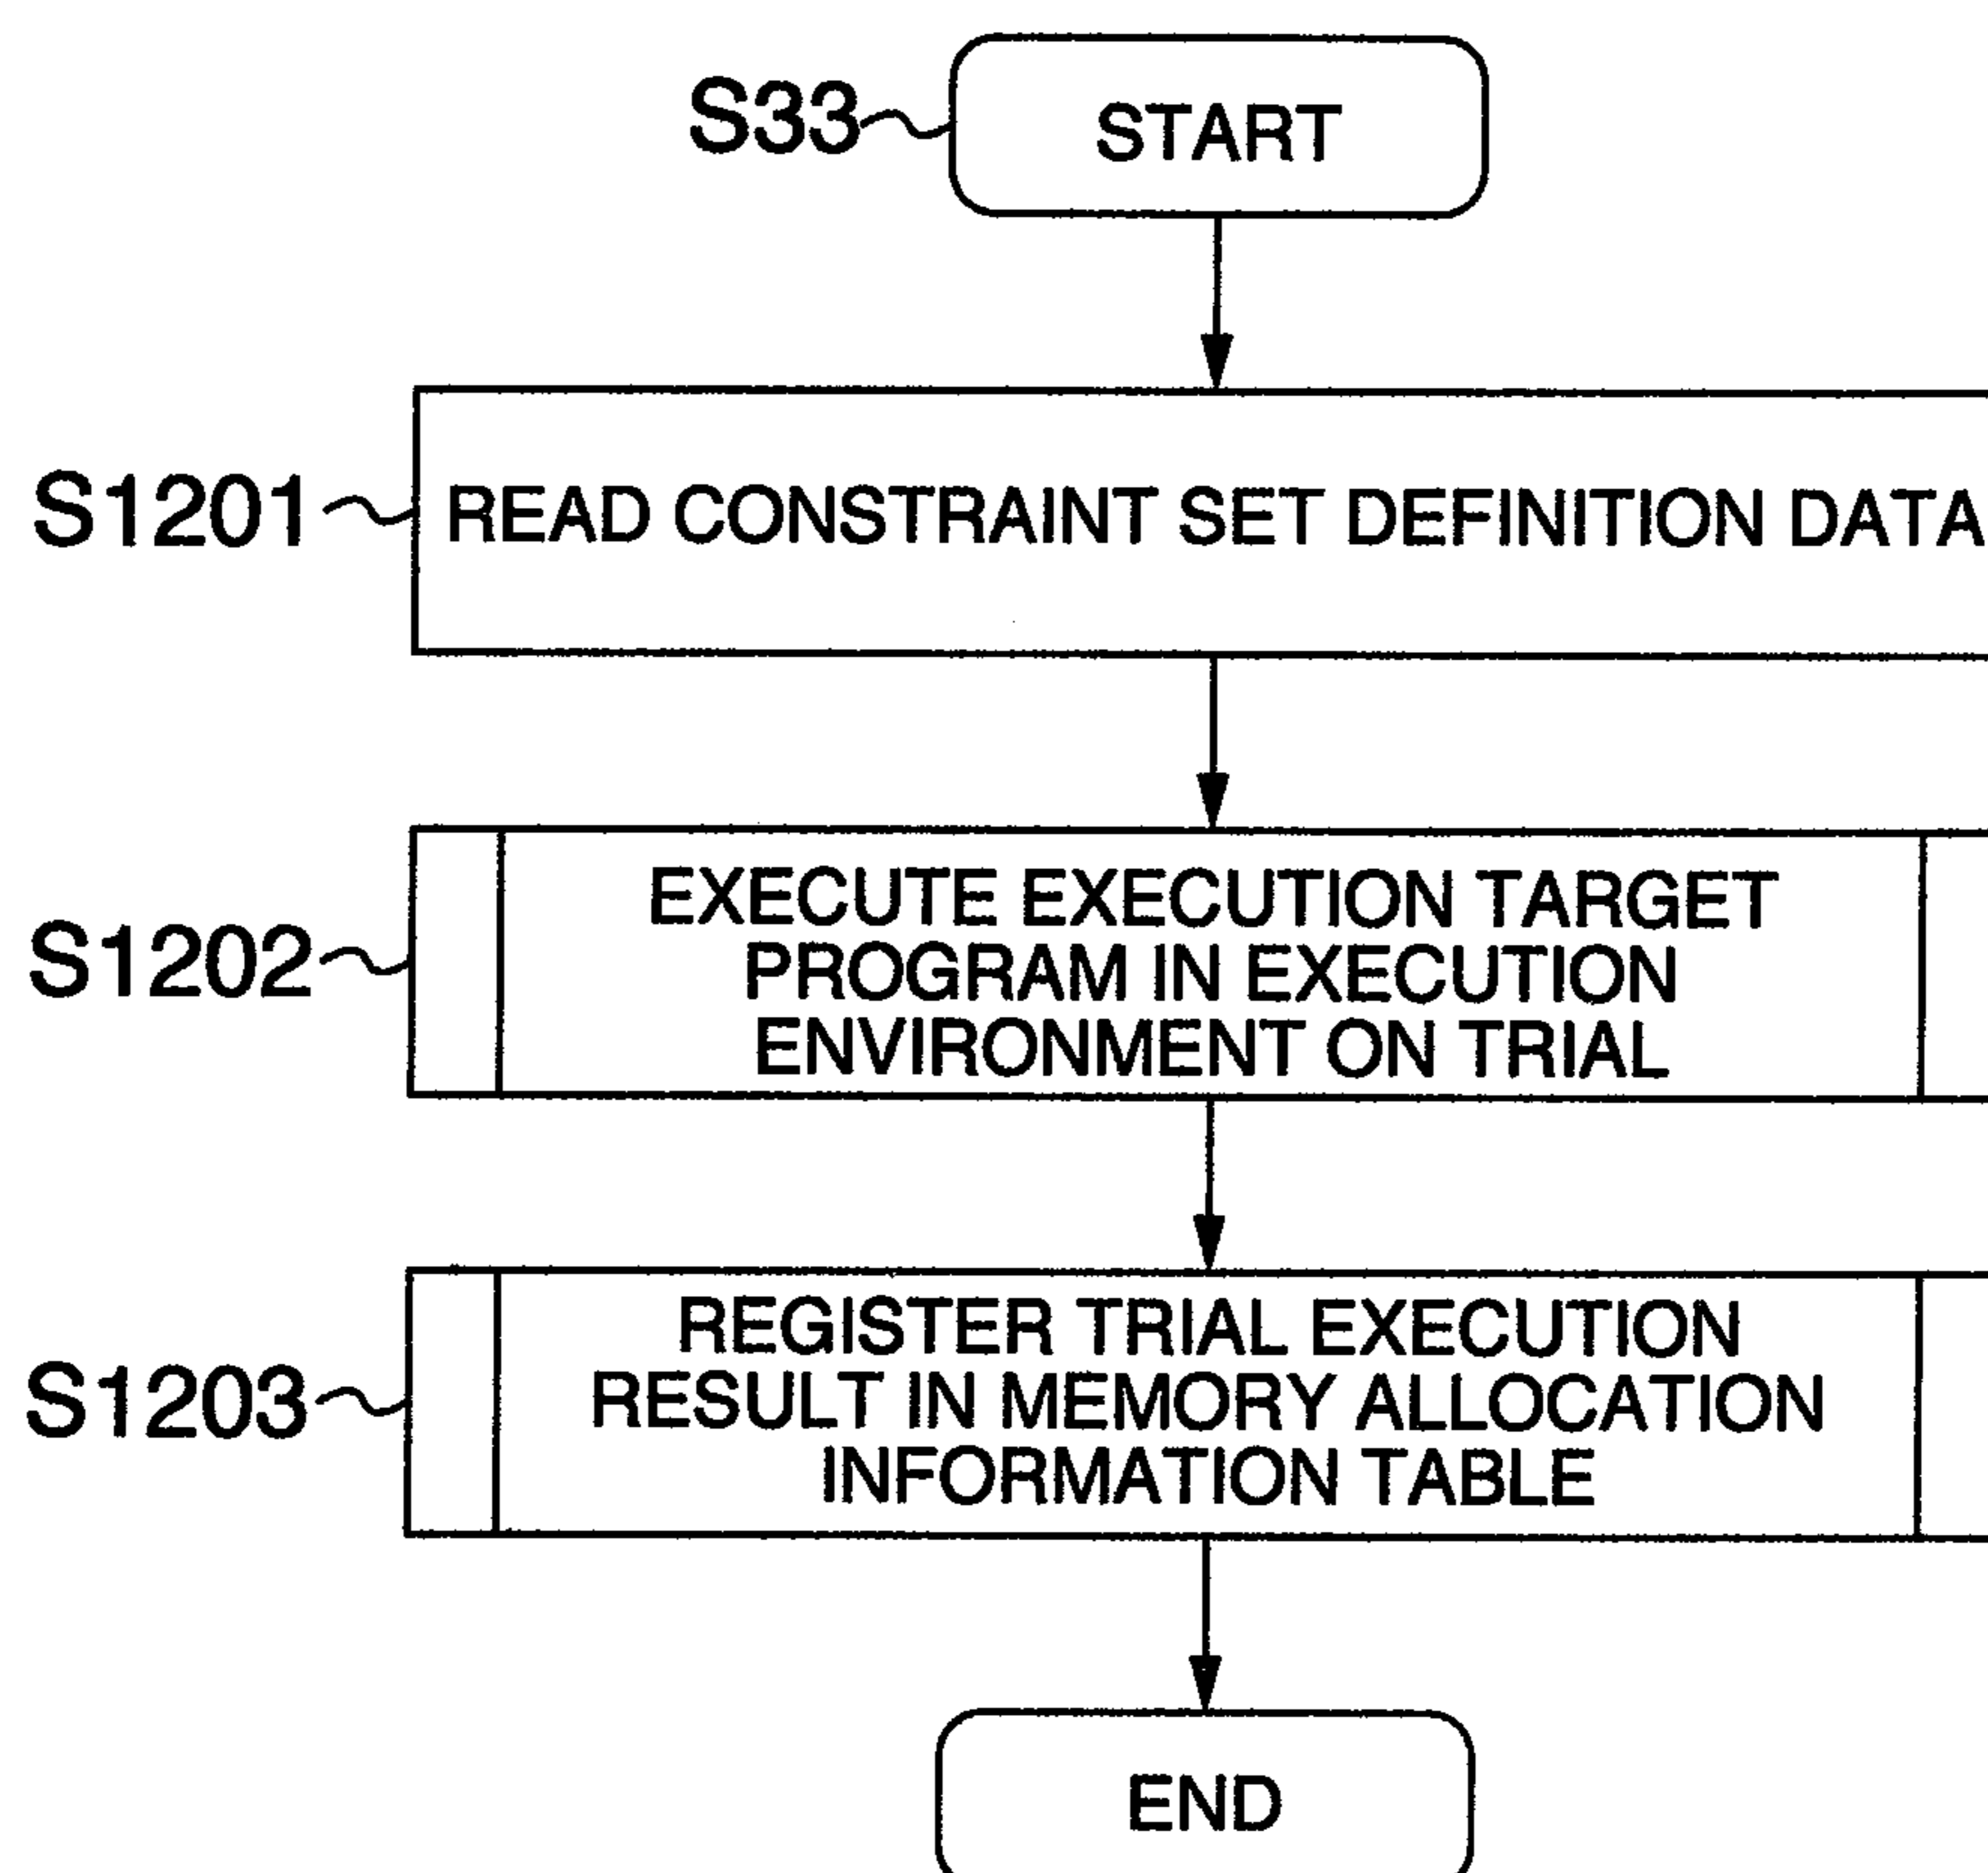 S33
START
S1201
READ CONSTRAINT SET DEFINITION DATA
S1202
EXECUTE EXECUTION TARGET
PROGRAM IN EXECUTION
ENVIRONMENT ON TRIAL
S1203
REGISTER TRIAL EXECUTION
RESULT IN MEMORY ALLOCATION
INFORMATION TABLE
END